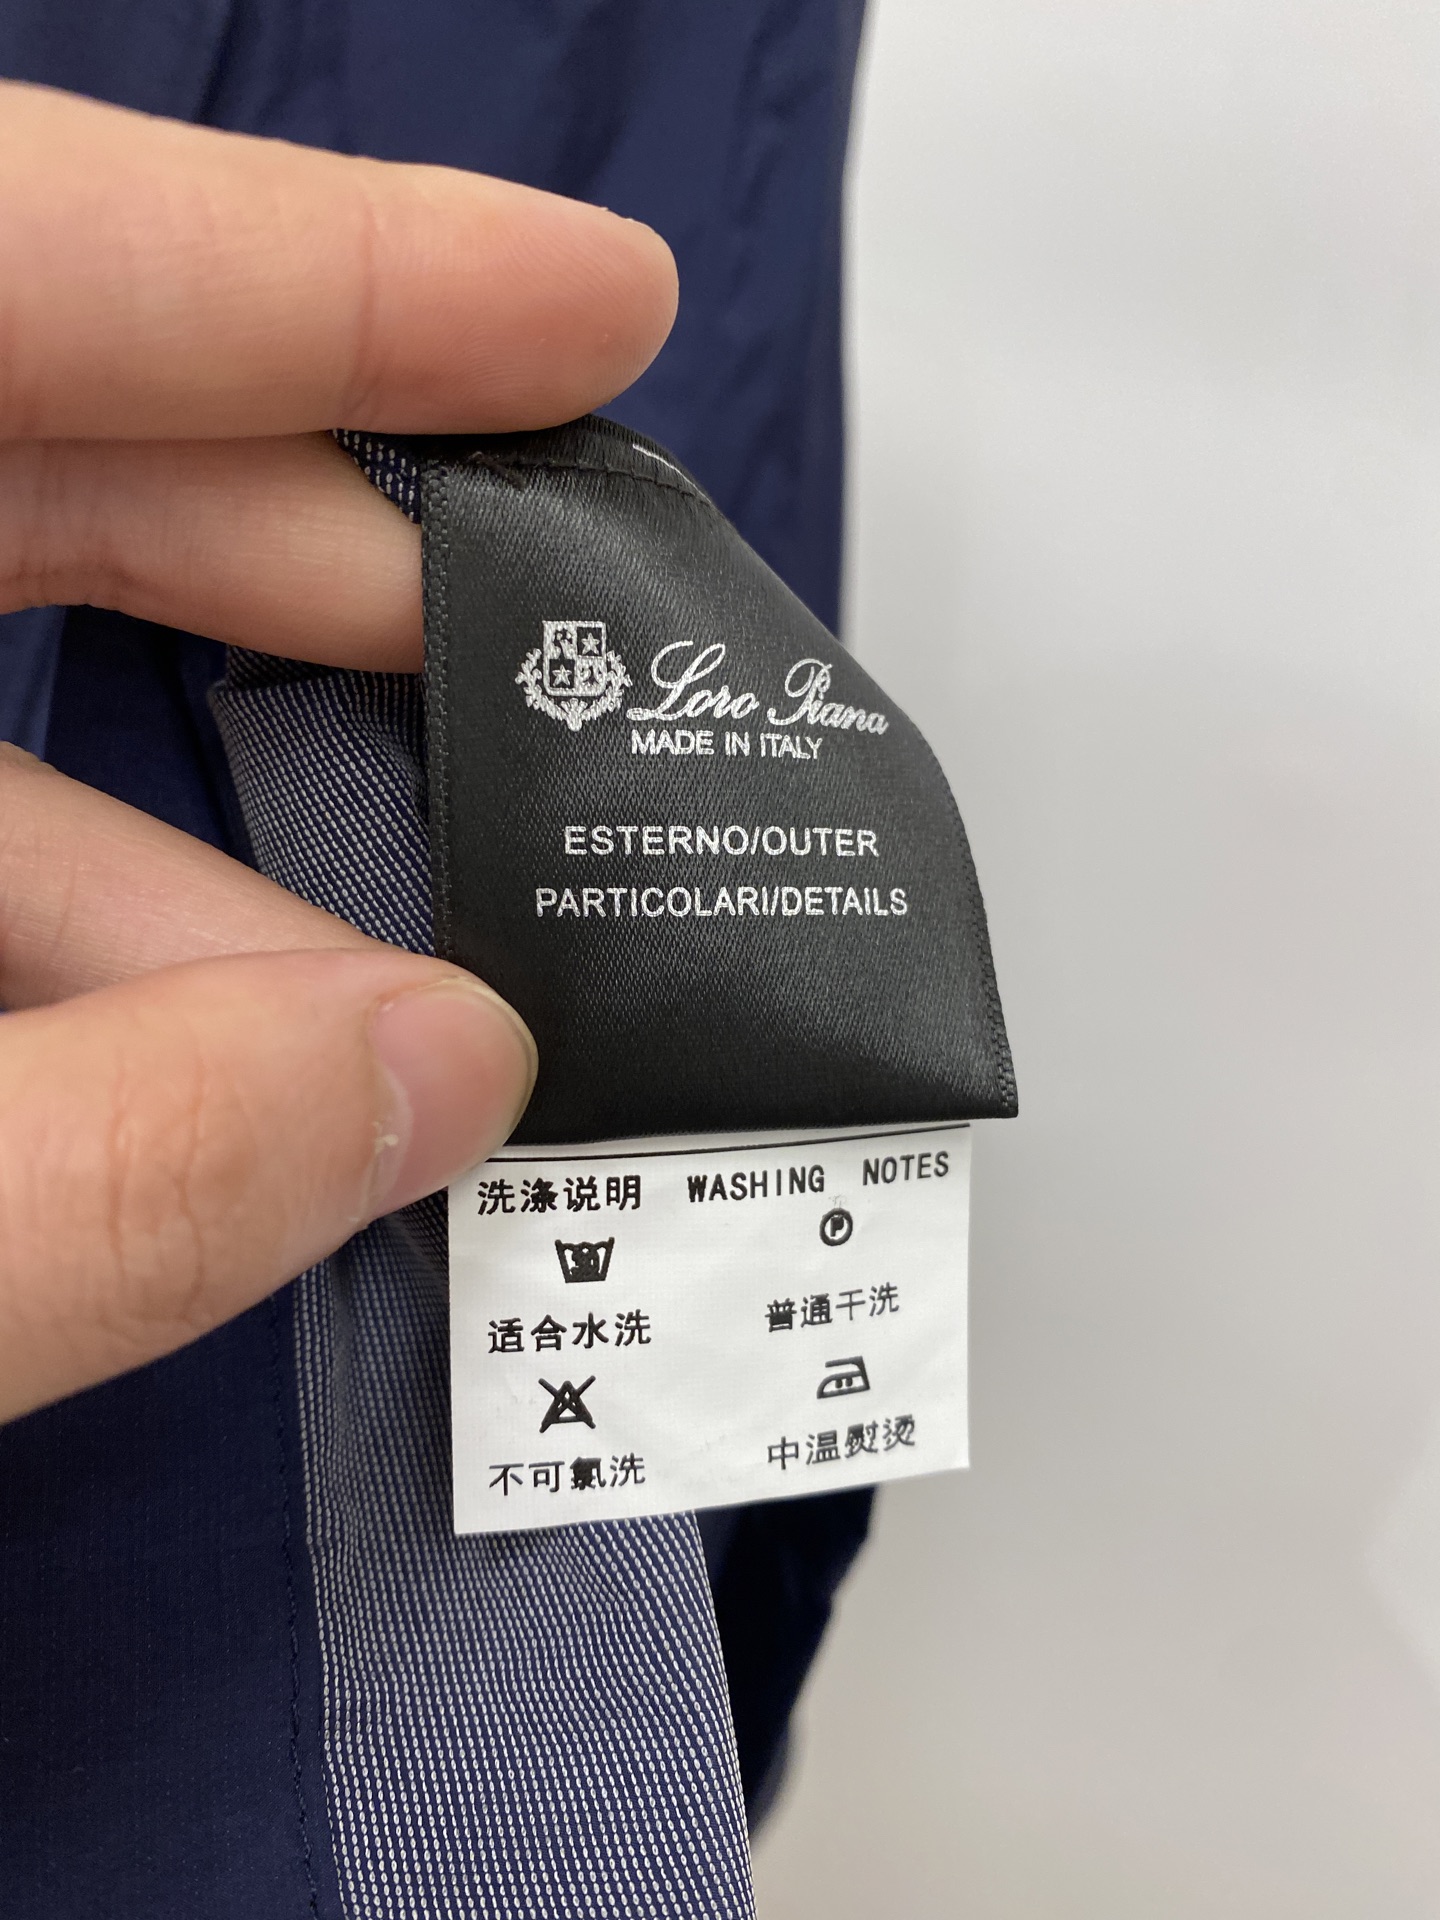 Loro Piana
MADE IN ITALY
ESTERNO/OUTER
PARTICOLARI/DETAILS
洗涤说明 WASHING NOTES
30 P
适合水洗 普通干洗
不可氯洗 中温熨烫